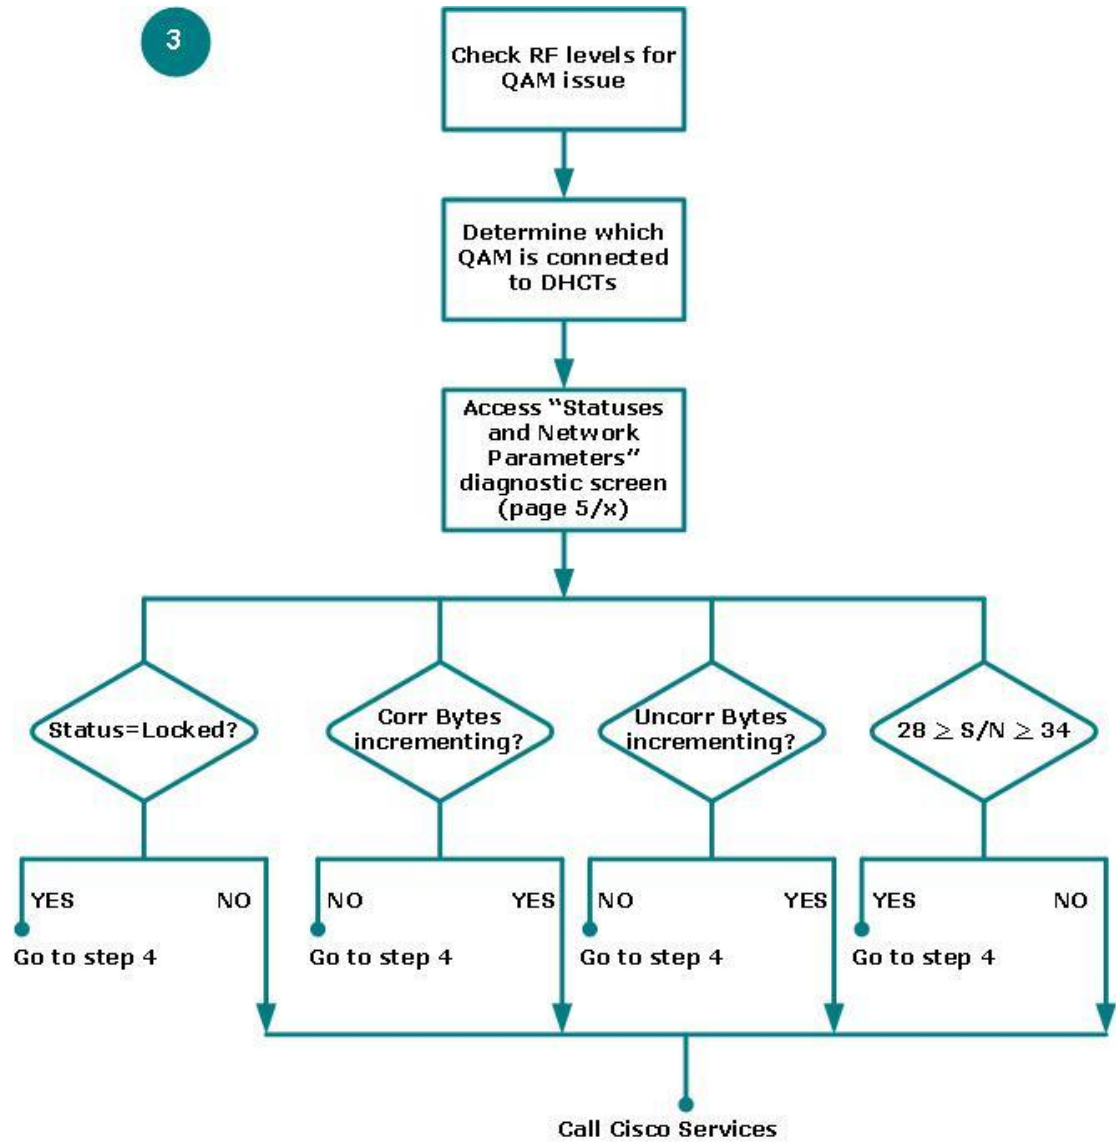 3
Check RF levels for
QAM issue
Determine which
QAM is connected
to DHCTs
Access “Statuses
and Network
Parameters”
diagnostic screen
(page 5/x)
Status=Locked?
Corr Bytes
incrementing?
Uncorr Bytes
incrementing?
28 ≥ S/N ≥ 34
YES
NO
NO
YES
NO
YES
YES
NO
Go to step 4
Go to step 4
Go to step 4
Go to step 4
Call Cisco Services